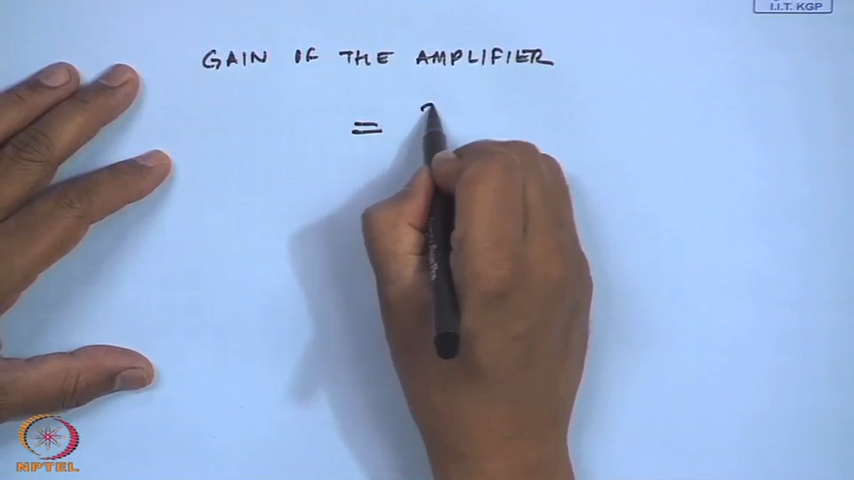 I.I.T. KGP
GAIN OF THE AMPLIFIER
=
NPTEL